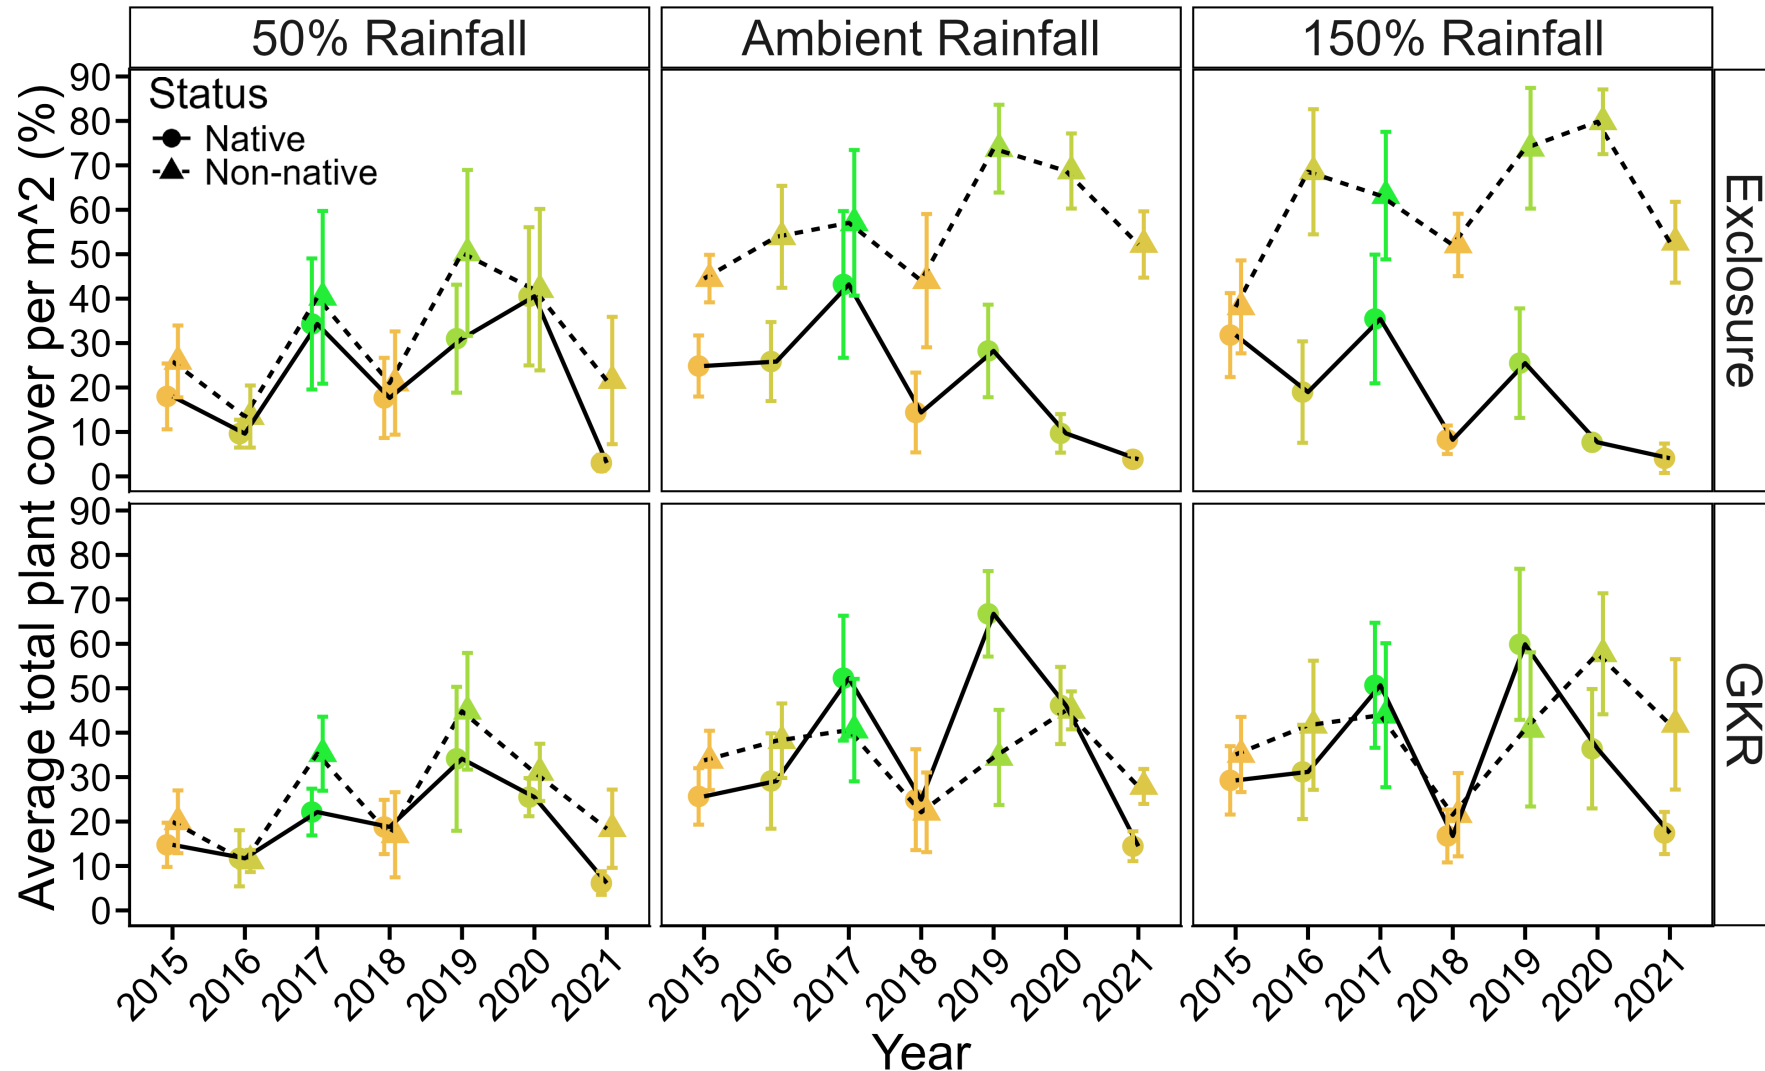 50% Rainfall
Ambient Rainfall
150% Rainfall
Average total plant cover per m^2 (%)
90
80
70
60
50
40
30
20
10
0
Status
Native
Non-native
Exclosure
90
80
70
60
50
40
30
20
10
0
GKR
2015 2016 2017 2018 2019 2020 2021
2015 2016 2017 2018 2019 2020 2021
2015 2016 2017 2018 2019 2020 2021
Year